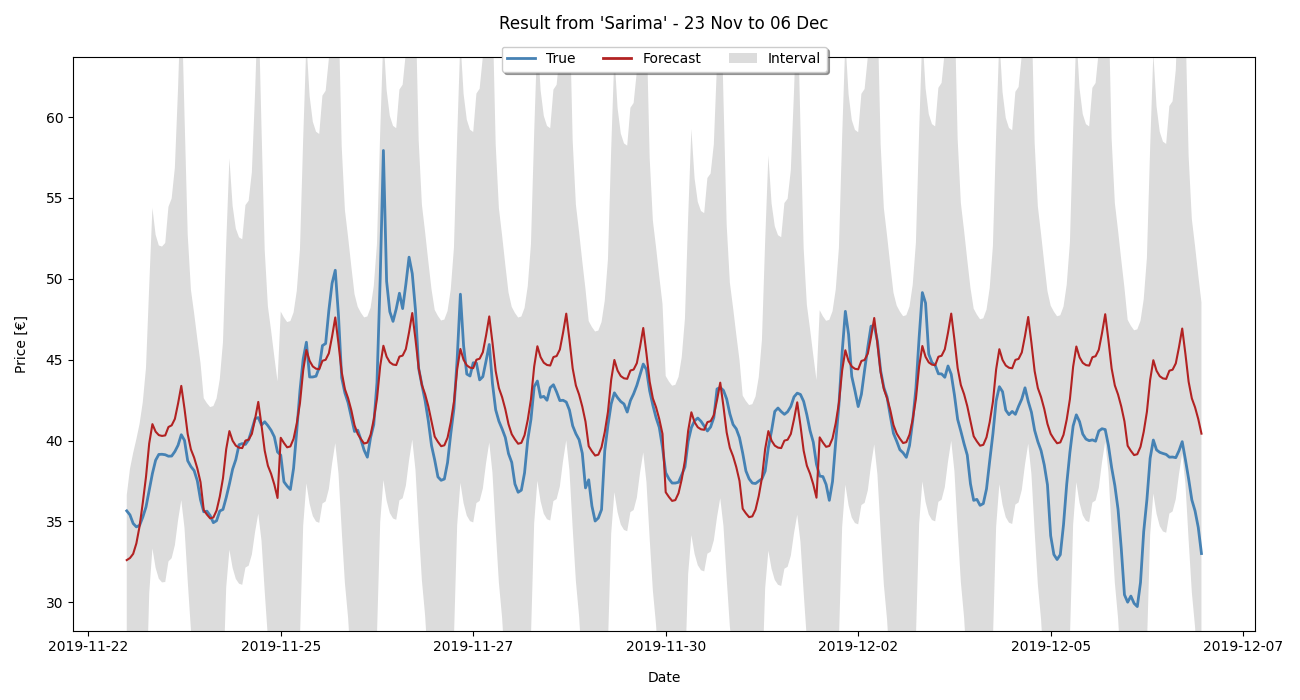 Result from 'Sarima' - 23 Nov to 06 Dec
True Forecast Interval
Price [€]
60
55
50
45
40
35
30
2019-11-22 2019-11-25 2019-11-27 2019-11-30 2019-12-02 2019-12-05 2019-12-07
Date